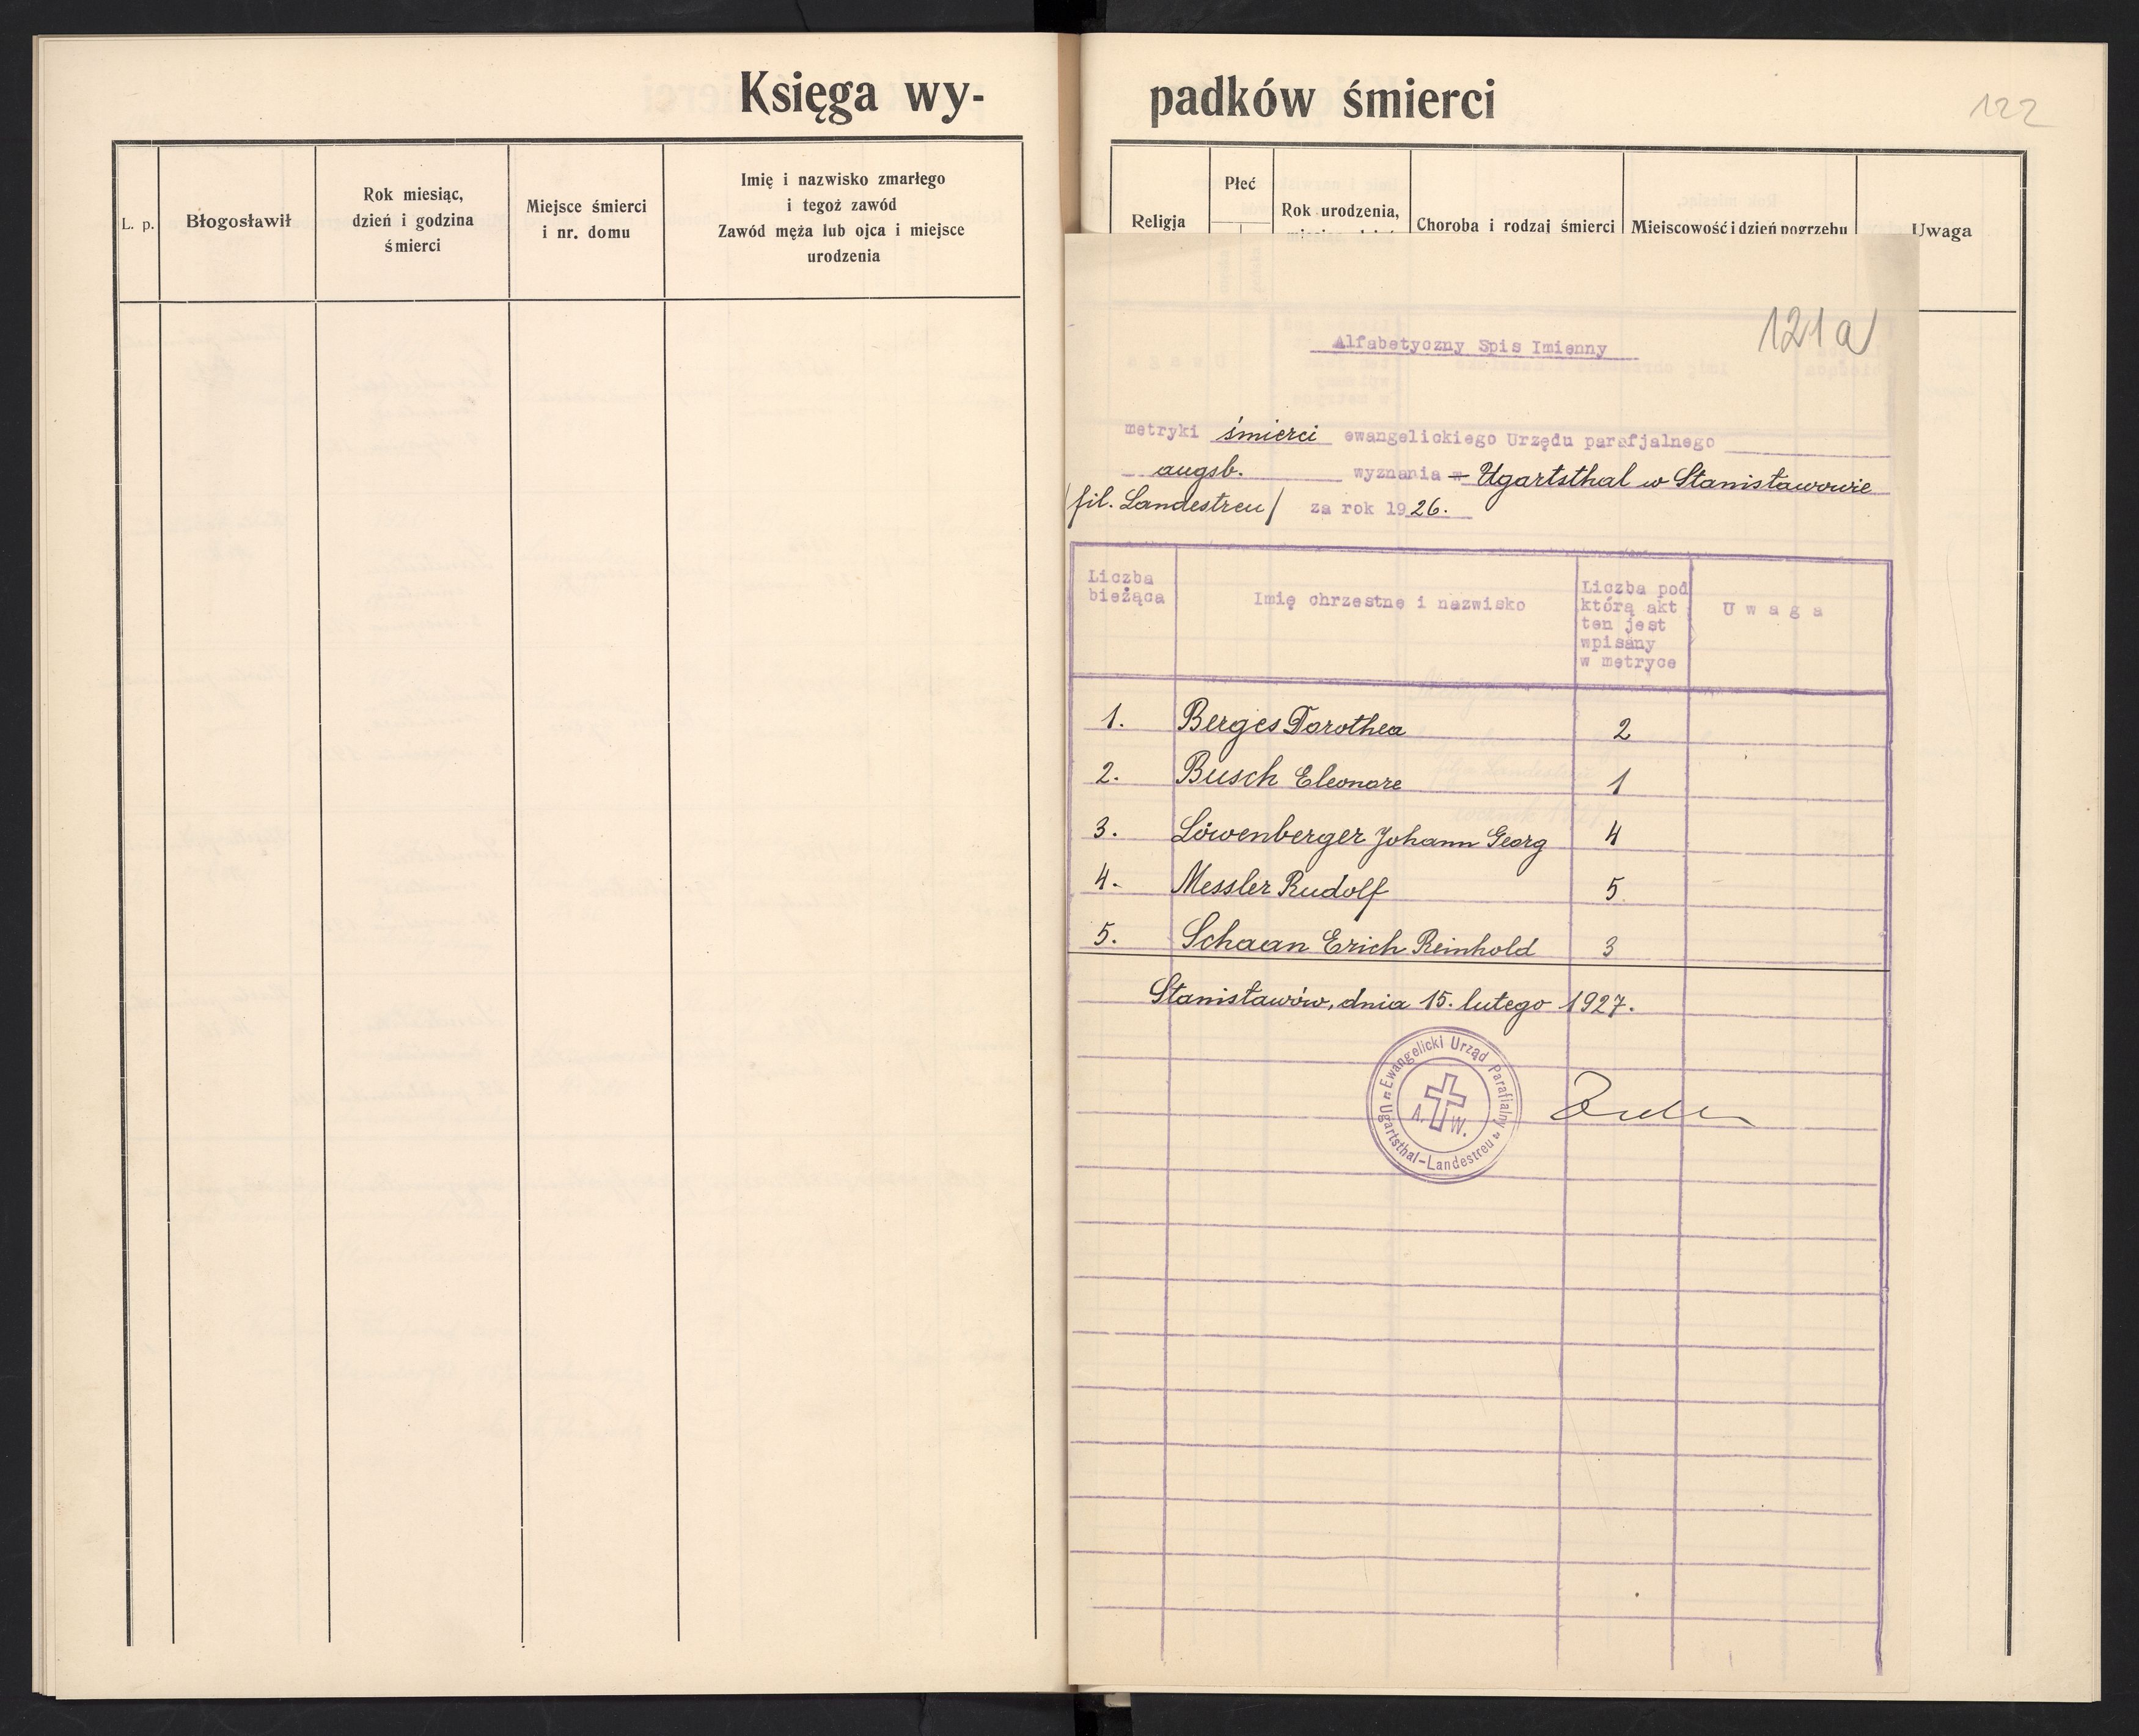 Księga wy-
L. p.
Błogosławił
Rok miesiąc,
dzień i godzina
śmierci
Miejsce śmierci
i nr. domu
Imię i nazwisko zmarłego
i tegoż zawód
Zawód męża lub ojca i miejsce
urodzenia
padków śmierci
122
Religja
Płeć
Rok urodzenia,
Choroba i rodzaj śmierci
Miejscowość i dzień pogrzebu
Uwaga
121a
Alfabetyczny Spis Imienny
metryki śmierci ewangelickiego Urzędu parafjalnego
augsb. wyznania w Ugartsthal w Stanisławowie
/fil. Landestreu/ za rok 1926.
Liczba
bieżąca
Imię chrzestne i nazwisko
Liczba pod
którą akt
ten jest
wpisany
w metryce
U w a g a
1. Berges Dorothea 2
2. Busch Eleonore 1
3. Löwenberger Johann Georg 4
4. Messler Rudolf 5
5. Schaan Erich Reinhold 3
Stanisławów, dnia 15. lutego 1927.
Ewangelicki Urząd Parafialny
A. W.
Ugartsthal-Landestreu